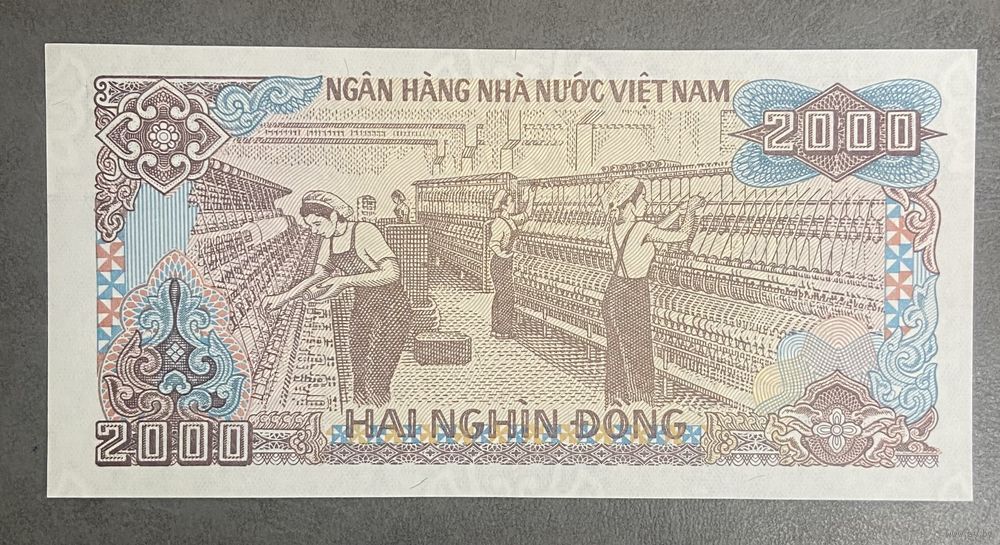 NGÂN HÀNG NHÀ NƯỚC VIỆT NAM
2000
HAI NGHÌN ĐỒNG
2000